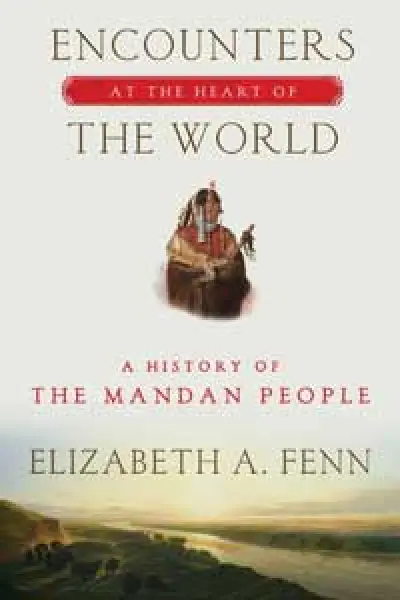 ENCOUNTERS
AT THE HEART OF
THE WORLD
A HISTORY OF
THE MANDAN PEOPLE
ELIZABETH A. FENN